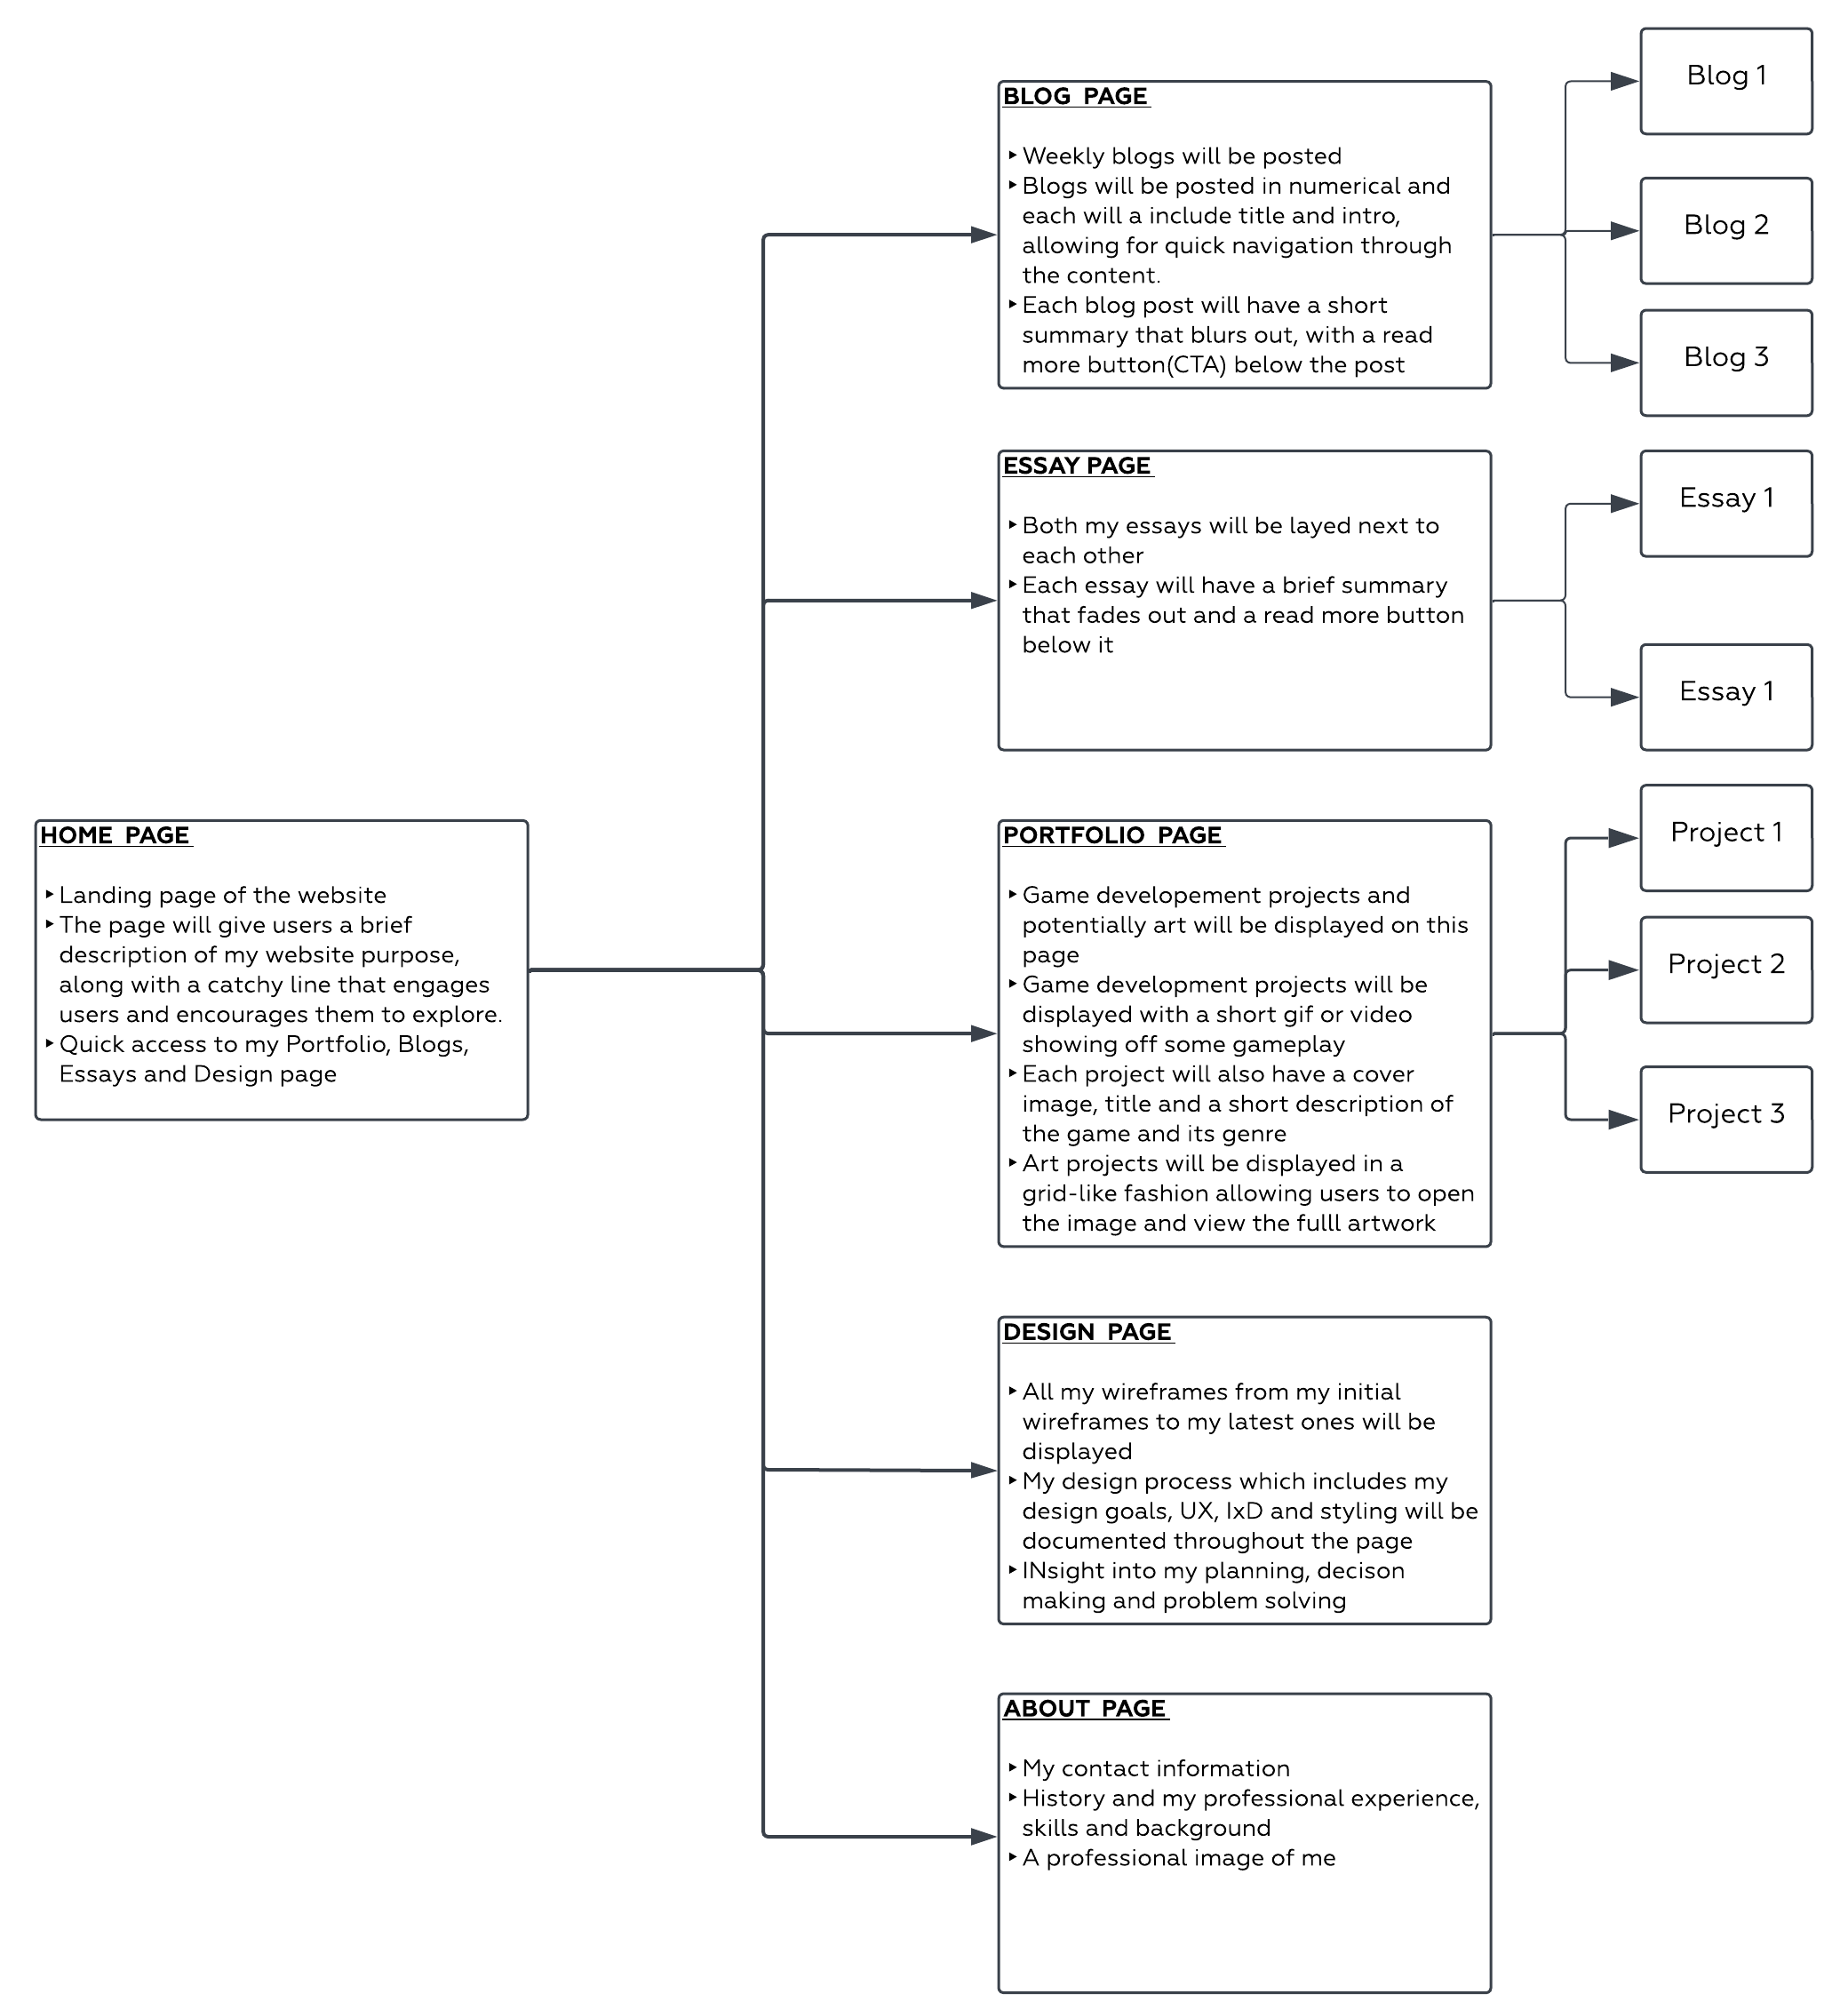 HOME PAGE
‣ Landing page of the website
‣ The page will give users a brief
description of my website purpose,
along with a catchy line that engages
users and encourages them to explore.
‣ Quick access to my Portfolio, Blogs,
Essays and Design page
BLOG PAGE
‣ Weekly blogs will be posted
‣ Blogs will be posted in numerical and
each will a include title and intro,
allowing for quick navigation through
the content.
‣ Each blog post will have a short
summary that blurs out, with a read
more button(CTA) below the post
Blog 1
Blog 2
Blog 3
ESSAY PAGE
‣ Both my essays will be layed next to
each other
‣ Each essay will have a brief summary
that fades out and a read more button
below it
Essay 1
Essay 1
PORTFOLIO PAGE
‣ Game developement projects and
potentially art will be displayed on this
page
‣ Game development projects will be
displayed with a short gif or video
showing off some gameplay
‣ Each project will also have a cover
image, title and a short description of
the game and its genre
‣ Art projects will be displayed in a
grid-like fashion allowing users to open
the image and view the fulll artwork
Project 1
Project 2
Project 3
DESIGN PAGE
‣ All my wireframes from my initial
wireframes to my latest ones will be
displayed
‣ My design process which includes my
design goals, UX, IxD and styling will be
documented throughout the page
‣ INsight into my planning, decison
making and problem solving
ABOUT PAGE
‣ My contact information
‣ History and my professional experience,
skills and background
‣ A professional image of me